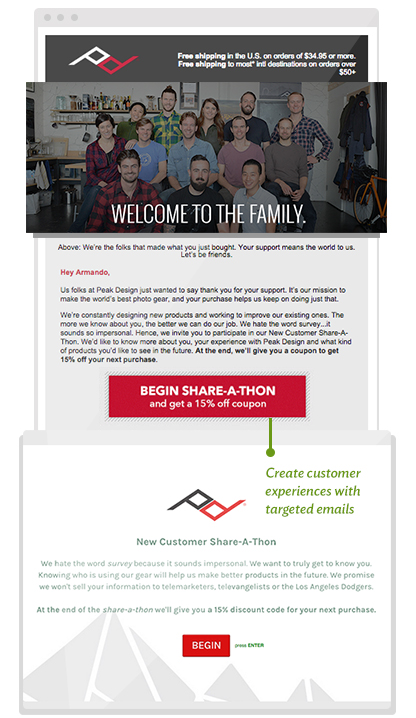 Free shipping in the U.S. on orders of $34.95 or more.
Free shipping to most* intl destinations on orders over
$50+
WELCOME TO THE FAMILY.
Above: We're the folks that made what you just bought. Your support means the world to us.
Let's be friends.
Hey Armando,
Us folks at Peak Design just wanted to say thank you for your support. It's our mission to
make the world's best photo gear, and your purchase helps us keep on doing just that.
We're constantly designing new products and working to improve our existing ones. The
more we know about you, the better we can do our job. We hate the word survey...it
sounds so impersonal. Hence, we invite you to participate in our New Customer Share-A-
Thon. We'd like to know more about you, your experience with Peak Design and what kind
of products you'd like to see in the future. At the end, we'll give you a coupon to get
15% off your next purchase.
BEGIN SHARE-A-THON
and get a 15% off coupon
Create customer
experiences with
targeted emails
New Customer Share-A-Thon
We hate the word survey because it sounds impersonal. We want to truly get to know you.
Knowing who is using our gear will help us make better products in the future. We promise
we won't sell your information to telemarketers, televangelists or the Los Angeles Dodgers.
At the end of the share-a-thon we'll give you a 15% discount code for your next purchase.
BEGIN
press ENTER